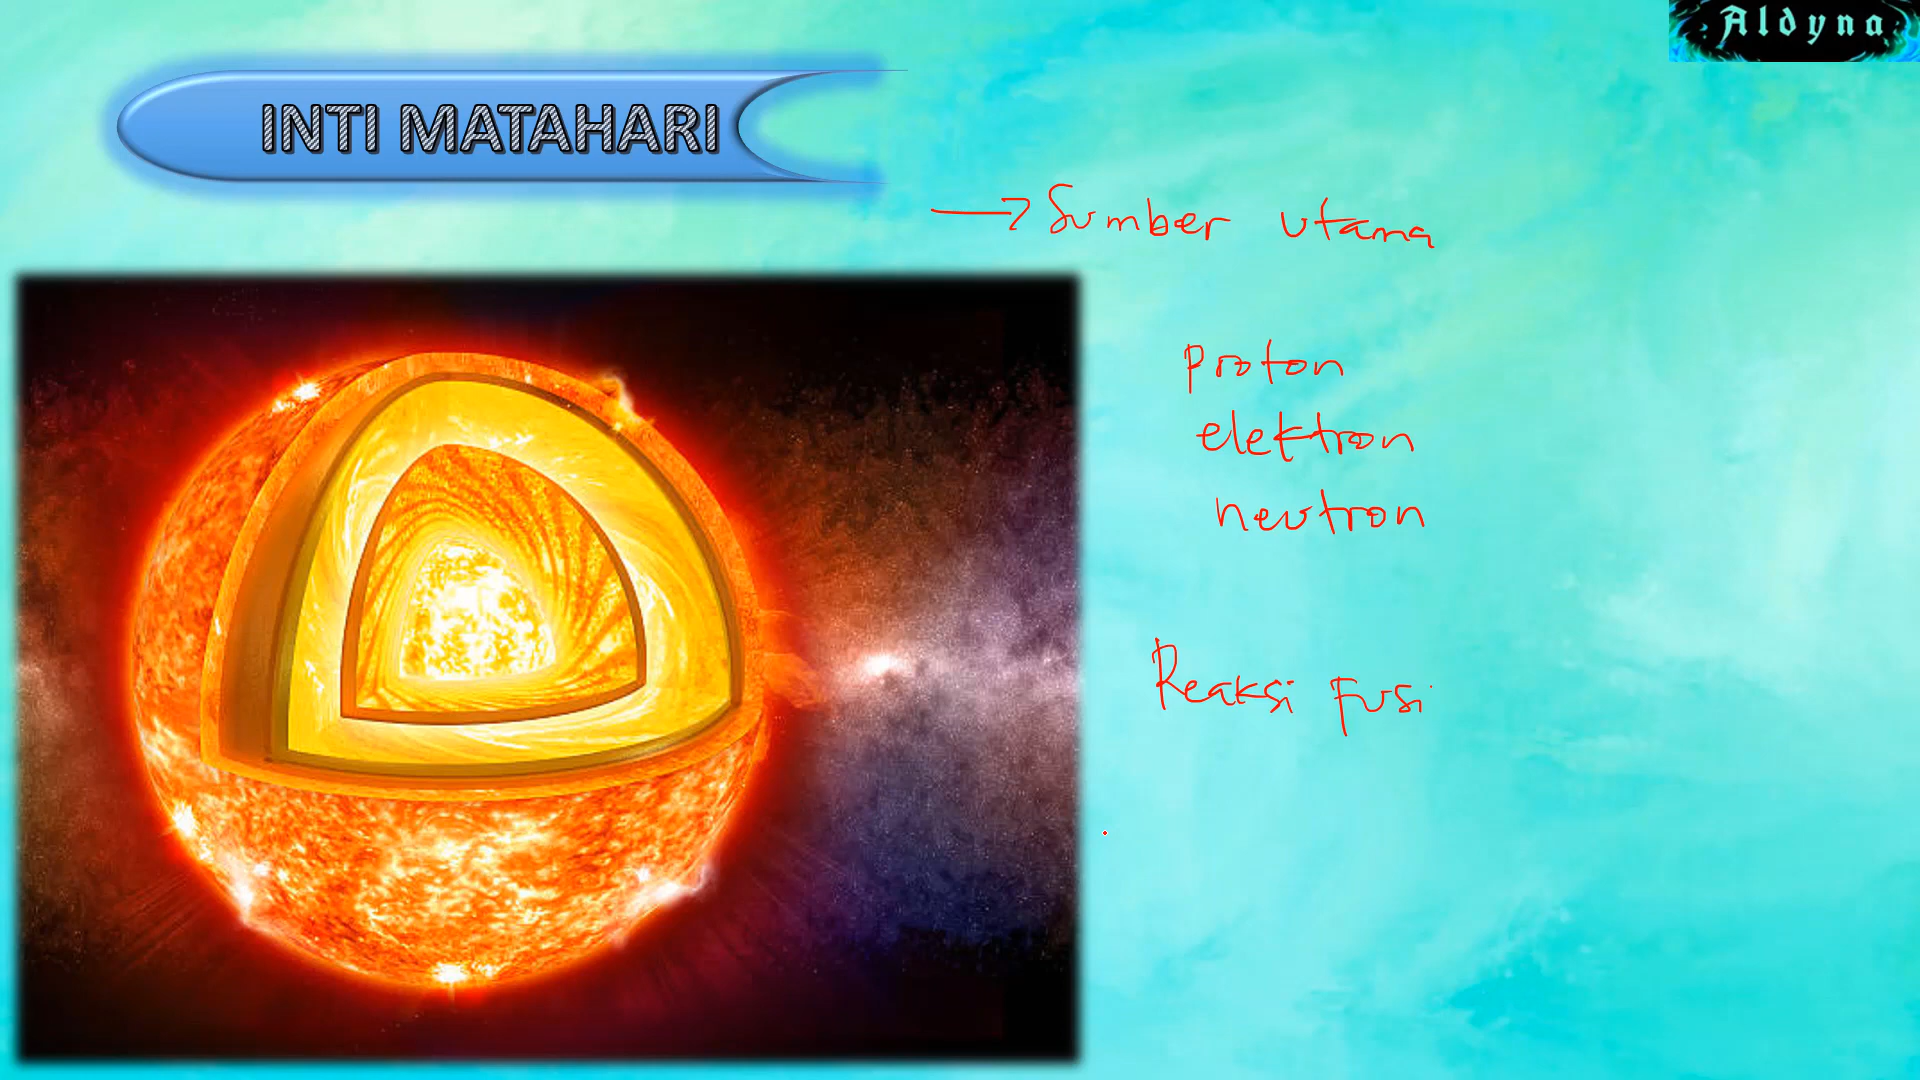 Aldyna
INTI MATAHARI
→ Sumber utama
Proton
elektron
neutron
Reaksi Fusi